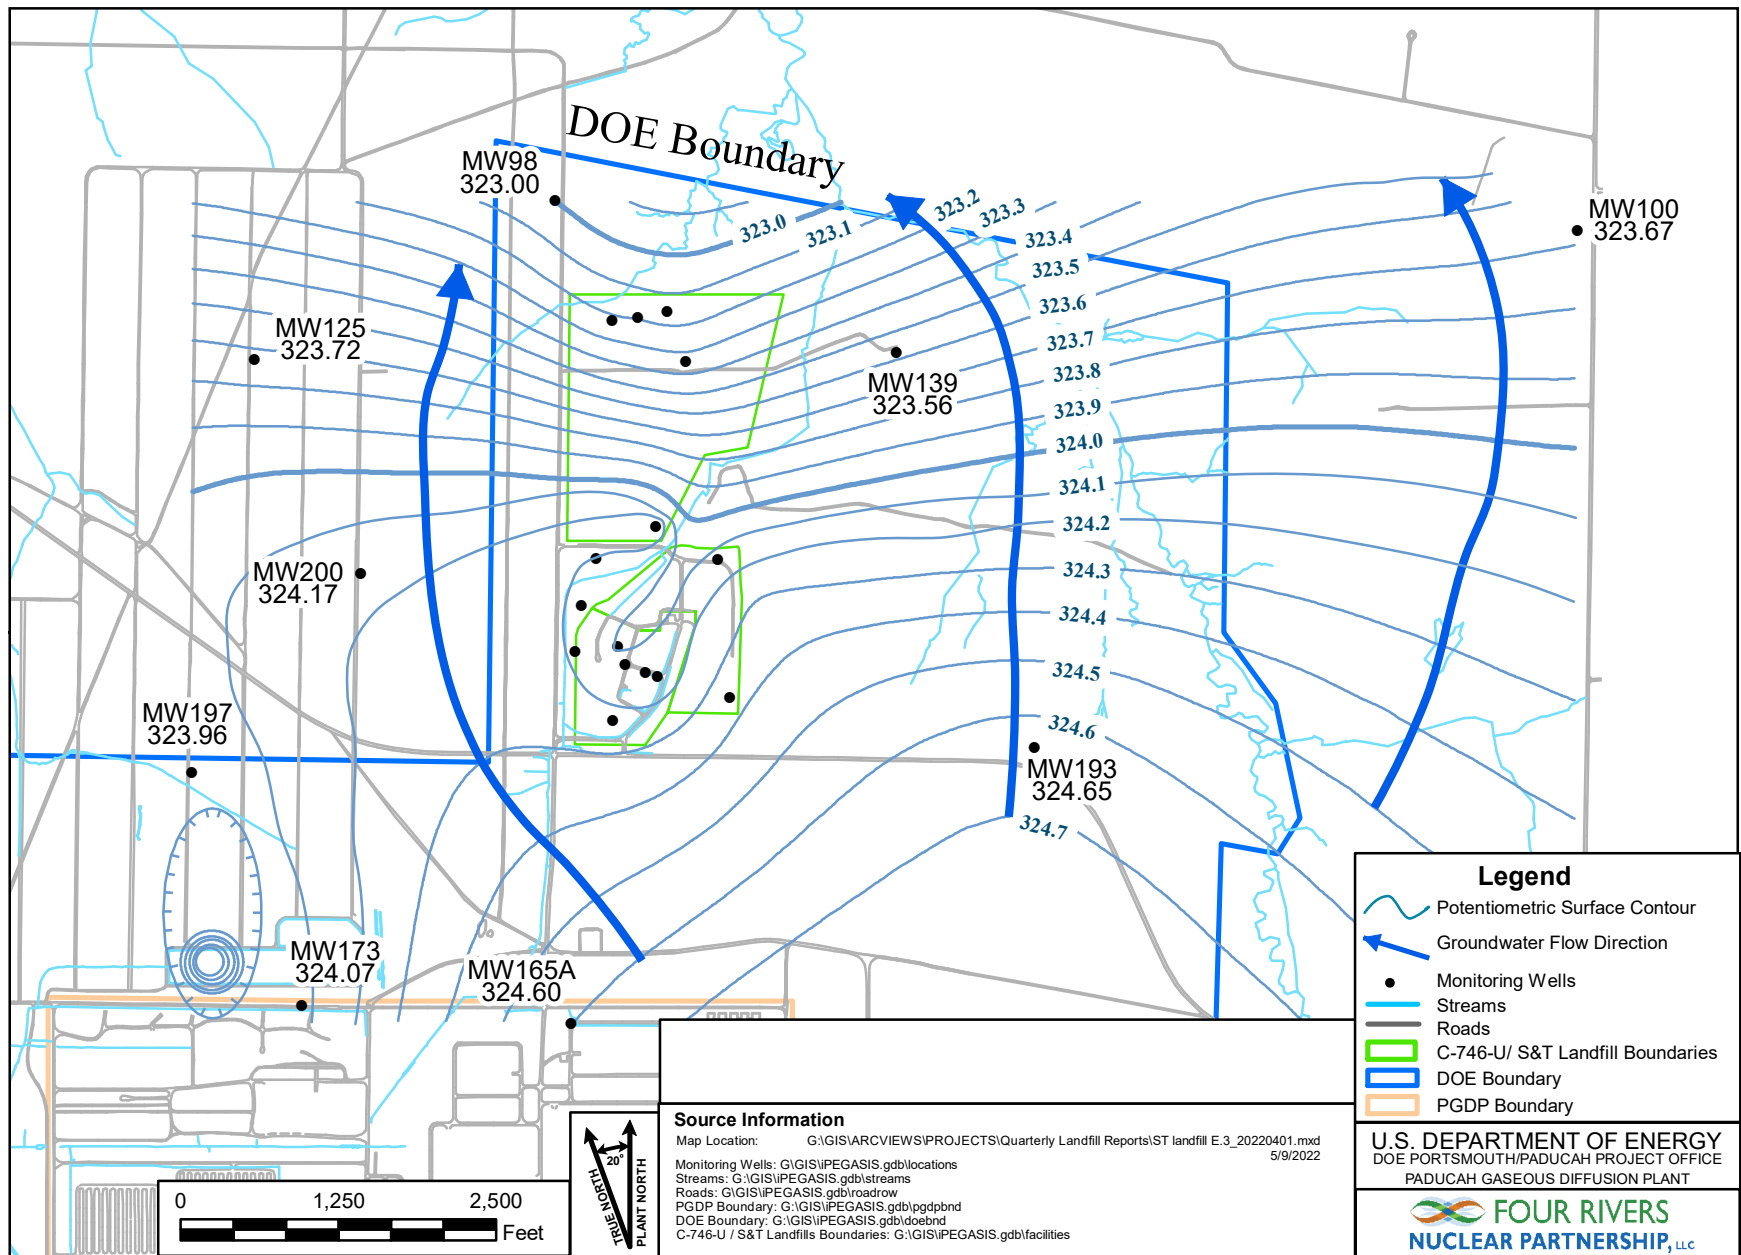 DOE Boundary
MW98
323.00
MW100
323.67
MW125
323.72
MW139
323.56
MW200
324.17
MW197
323.96
MW193
324.65
MW173
324.07
MW165A
324.60
323.0
323.1
323.2
323.3
323.4
323.5
323.6
323.7
323.8
323.9
324.0
324.1
324.2
324.3
324.4
324.5
324.6
324.7
Legend
Potentiometric Surface Contour
Groundwater Flow Direction
Monitoring Wells
Streams
Roads
C-746-U/ S&T Landfill Boundaries
DOE Boundary
PGDP Boundary
0 1,250 2,500
Feet
20°
TRUE NORTH
PLANT NORTH
Source Information
Map Location: G:\GIS\ARCVIEWS\PROJECTS\Quarterly Landfill Reports\ST landfill E.3_20220401.mxd
5/9/2022
Monitoring Wells: G\GIS\iPEGASIS.gdb\locations
Streams: G:\GIS\iPEGASIS.gdb\streams
Roads: G:\GIS\iPEGASIS.gdb\roadrow
PGDP Boundary: G:\GIS\iPEGASIS.gdb\pgdpbnd
DOE Boundary: G:\GIS\iPEGASIS.gdb\doebnd
C-746-U / S&T Landfills Boundaries: G:\GIS\iPEGASIS.gdb\facilities
U.S. DEPARTMENT OF ENERGY
DOE PORTSMOUTH/PADUCAH PROJECT OFFICE
PADUCAH GASEOUS DIFFUSION PLANT
FOUR RIVERS
NUCLEAR PARTNERSHIP, LLC